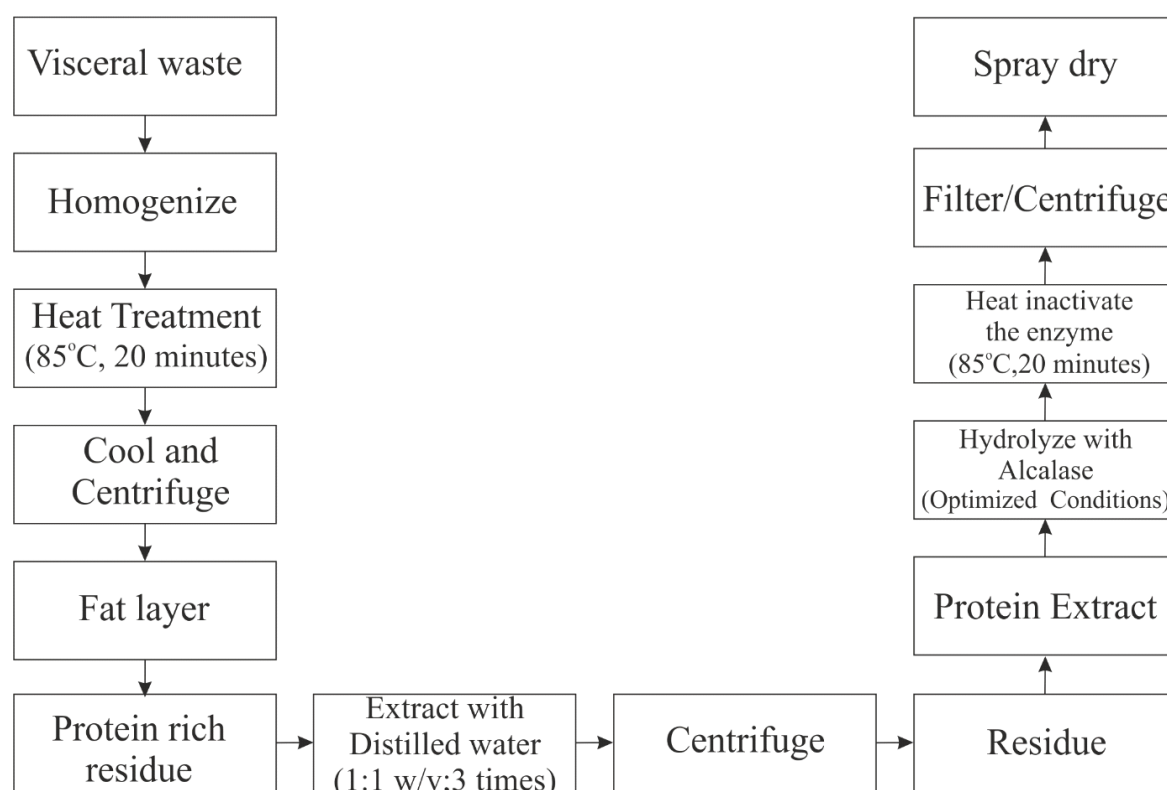 Visceral waste
Homogenize
Heat Treatment
(85°C, 20 minutes)
Cool and
Centrifuge
Fat layer
Protein rich
residue
Extract with
Distilled water
(1:1 w/v;3 times)
Centrifuge
Residue
Protein Extract
Hydrolyze with
Alcalase
(Optimized Conditions)
Heat inactivate
the enzyme
(85°C,20 minutes)
Filter/Centrifuge
Spray dry